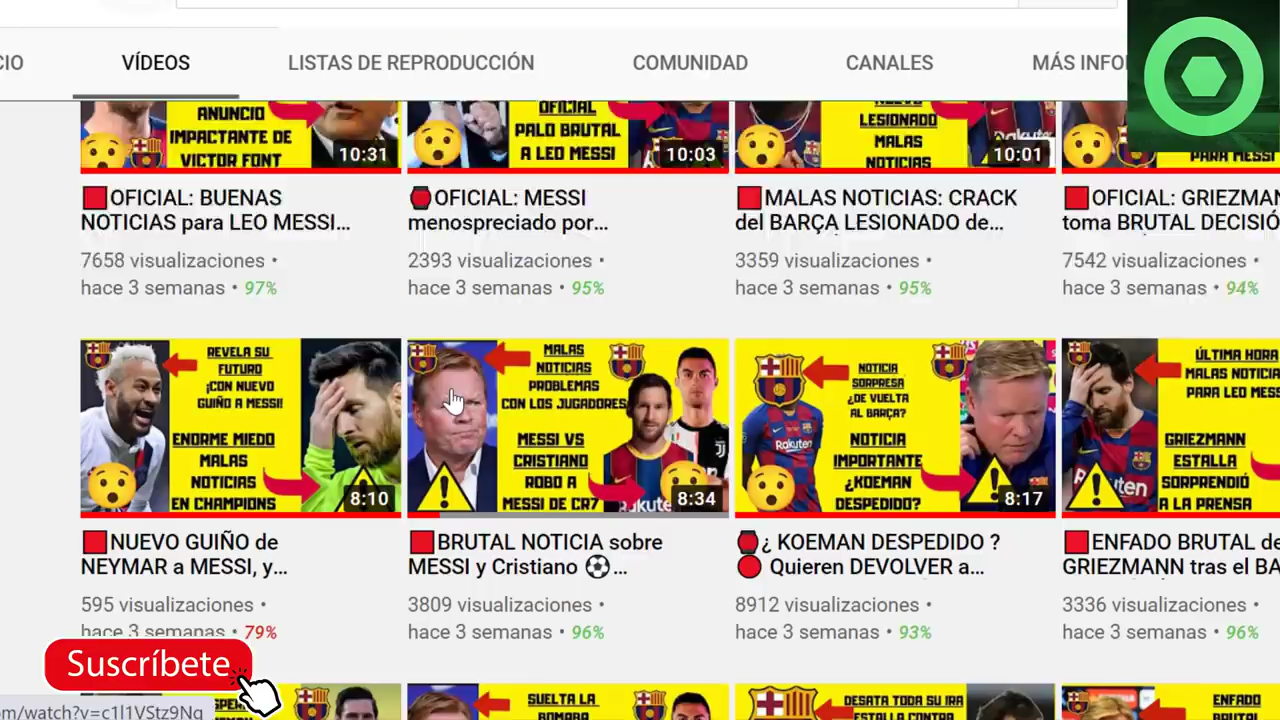 CIO VÍDEOS LISTAS DE REPRODUCCIÓN COMUNIDAD CANALES MÁS INFO
ANUNCIO
IMPACTANTE DE
VICTOR FONT
10:31
OFICIAL
PALO BRUTAL
A LEO MESSI
10:03
NUEVO
LESIONADO
MALAS
NOTICIAS
Rakuten
10:01
PARA MESSI
OFICIAL: BUENAS
NOTICIAS para LEO MESSI...
7658 visualizaciones •
hace 3 semanas • 97%
OFICIAL: MESSI
menospreciado por...
2393 visualizaciones •
hace 3 semanas • 95%
MALAS NOTICIAS: CRACK
del BARÇA LESIONADO de...
3359 visualizaciones •
hace 3 semanas • 95%
OFICIAL: GRIEZMAN
toma BRUTAL DECISIÓ
7542 visualizaciones •
hace 3 semanas • 94%
REVELA SU
FUTURO
¡CON NUEVO
GUIÑO A MESSI!
ENORME MIEDO
MALAS
NOTICIAS
EN CHAMPIONS
8:10
MALAS
NOTICIAS
PROBLEMAS
CON LOS JUGADORES
MESSI VS
CRISTIANO
ROBO A
MESSI DE CR7
8:34
NOTICIA
SORPRESA
¿DE VUELTA
AL BARÇA?
NOTICIA
IMPORTANTE
¿KOEMAN
DESPEDIDO?
Rakuten
8:17
ÚLTIMA HORA
MALAS NOTICIA
PARA LEO MESS
GRIEZMANN
ESTALLA
SORPRENDIÓ
A LA PRENSA
NUEVO GUIÑO de
NEYMAR a MESSI, y...
595 visualizaciones •
hace 3 semanas • 79%
BRUTAL NOTICIA sobre
MESSI y Cristiano ⚽...
3809 visualizaciones •
hace 3 semanas • 96%
¿ KOEMAN DESPEDIDO ?
Quieren DEVOLVER a...
8912 visualizaciones •
hace 3 semanas • 93%
ENFADO BRUTAL de
GRIEZMANN tras el BA
3336 visualizaciones •
hace 3 semanas • 96%
Suscríbete
SUELTA LA
BOMBA
DESATA TODA SU IRA
ESTALLA CONTRA
ENFADO
BRUTAL